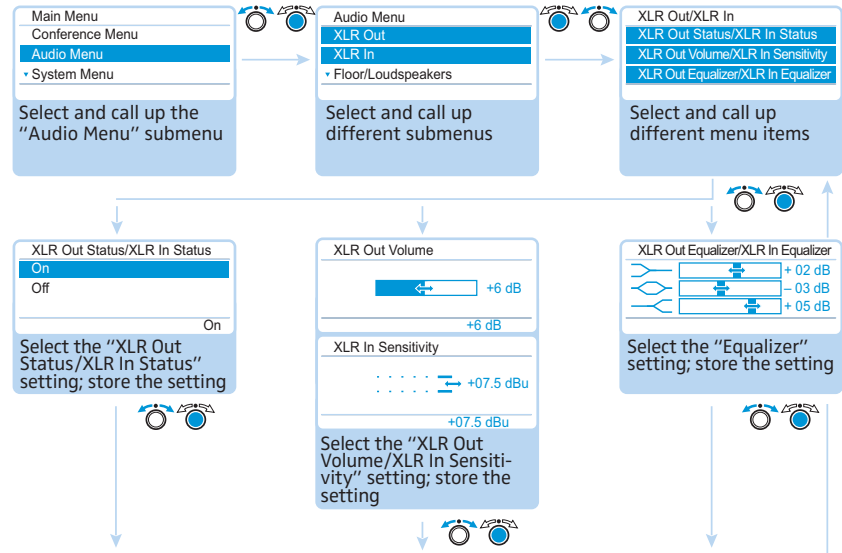 Main Menu
Conference Menu
Audio Menu
System Menu
Select and call up the
"Audio Menu" submenu
Audio Menu
XLR Out
XLR In
Floor/Loudspeakers
Select and call up
different submenus
XLR Out/XLR In
XLR Out Status/XLR In Status
XLR Out Volume/XLR In Sensitivity
XLR Out Equalizer/XLR In Equalizer
Select and call up
different menu items
XLR Out Status/XLR In Status
On
Off
On
Select the "XLR Out
Status/XLR In Status"
setting; store the setting
XLR Out Volume
+6 dB
+6 dB
XLR In Sensitivity
+07.5 dBu
+07.5 dBu
Select the "XLR Out
Volume/XLR In Sensiti-
vity" setting; store the
setting
XLR Out Equalizer/XLR In Equalizer
+ 02 dB
– 03 dB
+ 05 dB
Select the "Equalizer"
setting; store the setting